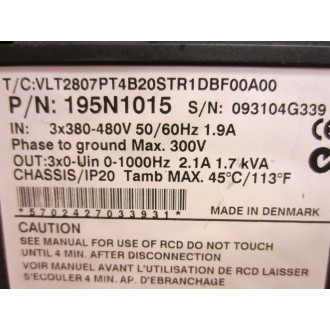 T/C:VLT2807PT4B20STR1DBF00A00
P/N: 195N1015 S/N: 093104G339
IN: 3x380-480V 50/60Hz 1.9A
Phase to ground Max. 300V
OUT:3x0-Uin 0-1000Hz 2.1A 1.7 kVA
CHASSIS/IP20 Tamb MAX. 45°C/113°F
*5702427033931* MADE IN DENMARK
CAUTION
SEE MANUAL FOR USE OF RCD DO NOT TOUCH
UNTIL 4 MIN. AFTER DISCONNECTION
VOIR MANUEL AVANT L'UTILISATION DE RCD LAISSER
S'ECOULER 4 MIN. AP. D'EBRANCHAGE